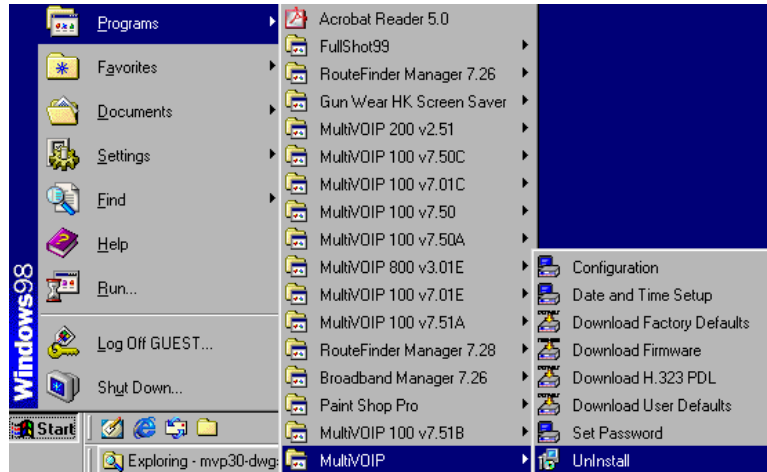 Programs
Favorites
Documents
Settings
Find
Help
Run...
Log Off GUEST...
Shut Down...
Windows98
Start
Exploring - mvp30-dwg:
Acrobat Reader 5.0
FullShot99
RouteFinder Manager 7.26
Gun Wear HK Screen Saver
MultiVOIP 200 v2.51
MultiVOIP 100 v7.50C
MultiVOIP 100 v7.01C
MultiVOIP 100 v7.50
MultiVOIP 100 v7.50A
MultiVOIP 800 v3.01E
MultiVOIP 100 v7.01E
MultiVOIP 100 v7.51A
RouteFinder Manager 7.28
Broadband Manager 7.26
Paint Shop Pro
MultiVOIP 100 v7.51B
MultiVOIP
Configuration
Date and Time Setup
Download Factory Defaults
Download Firmware
Download H.323 PDL
Download User Defaults
Set Password
UnInstall